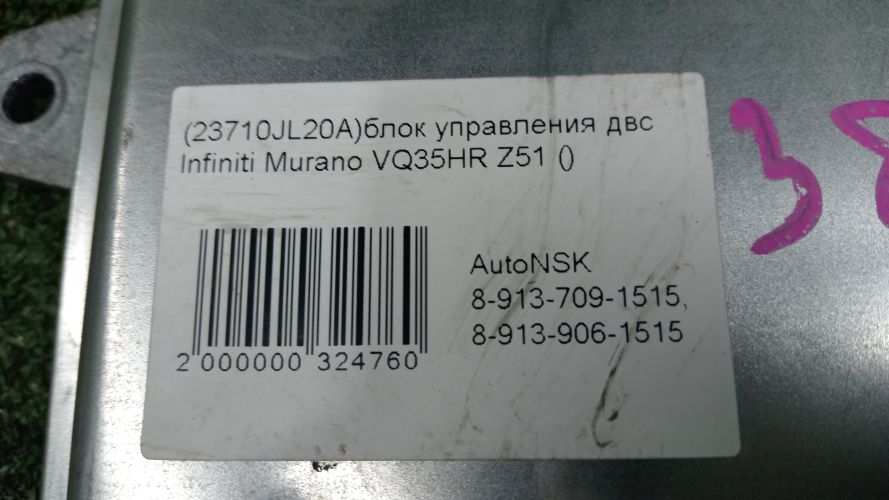 (23710JL20A)блок управления двс
Infiniti Murano VQ35HR Z51 ()
AutoNSK
8-913-709-1515,
8-913-906-1515
2 000000 324760
38